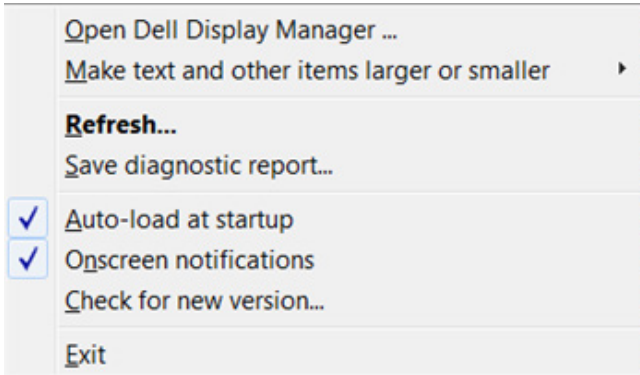 Open Dell Display Manager ...
Make text and other items larger or smaller
Refresh...
Save diagnostic report...
Auto-load at startup
Onscreen notifications
Check for new version...
Exit